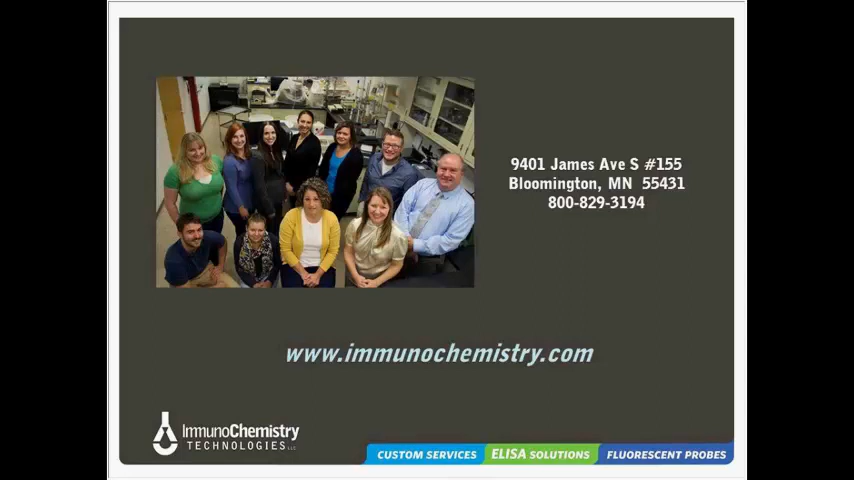 9401 James Ave S #155
Bloomington, MN 55431
800-829-3194
www.immunochemistry.com
ImmunoChemistry
TECHNOLOGIES LLC
CUSTOM SERVICES
ELISA SOLUTIONS
FLUORESCENT PROBES